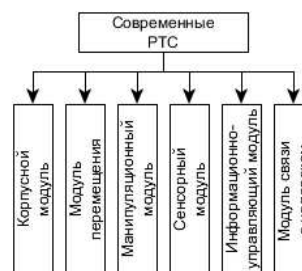 Современные
РТС
Корпусной
модуль
Модуль
перемещения
Манипуляционный
модуль
Сенсорный
модуль
Информационно-
управляющий модуль
Модуль связи